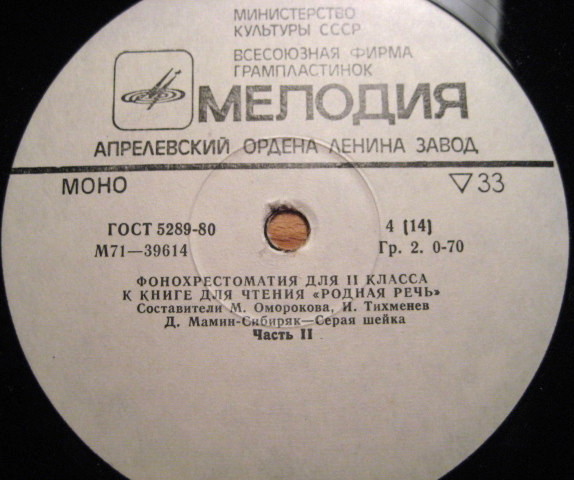 МИНИСТЕРСТВО
КУЛЬТУРЫ СССР
ВСЕСОЮЗНАЯ ФИРМА
ГРАМПЛАСТИНОК
МЕЛОДИЯ
АПРЕЛЕВСКИЙ ОРДЕНА ЛЕНИНА ЗАВОД
МОНО ▽33
ГОСТ 5289-80 4 (14)
М71—39614 Гр. 2. 0-70
ФОНОХРЕСТОМАТИЯ ДЛЯ II КЛАССА
К КНИГЕ ДЛЯ ЧТЕНИЯ «РОДНАЯ РЕЧЬ»
Составители М. Оморокова, И. Тихменев
Д. Мамин-Сибиряк—Серая шейка
Часть II